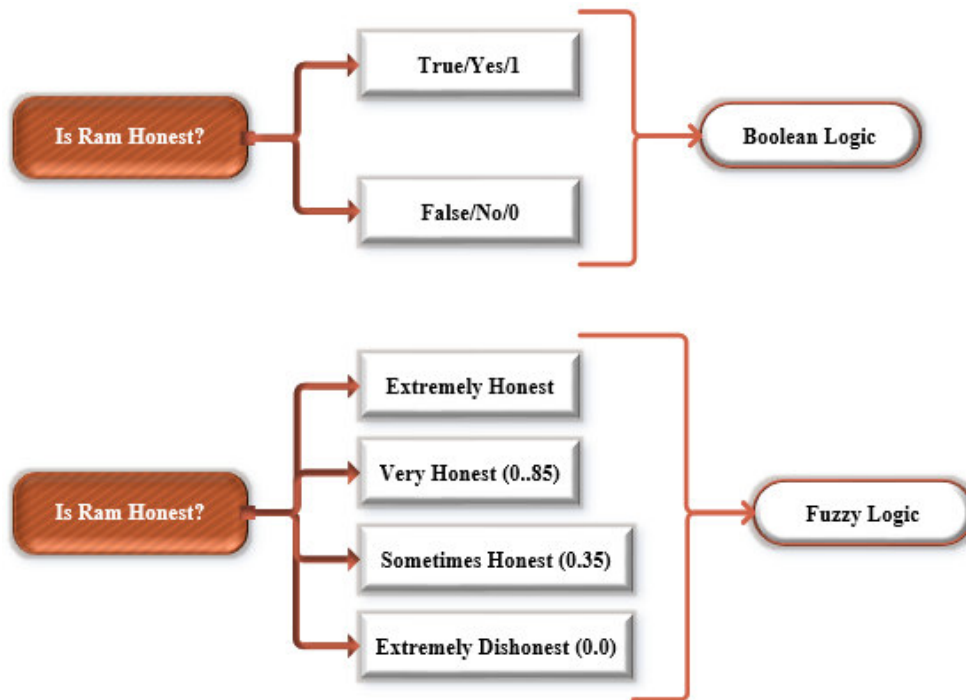 Is Ram Honest?
True/Yes/1
False/No/0
Boolean Logic
Is Ram Honest?
Extremely Honest
Very Honest (0..85)
Sometimes Honest (0.35)
Extremely Dishonest (0.0)
Fuzzy Logic